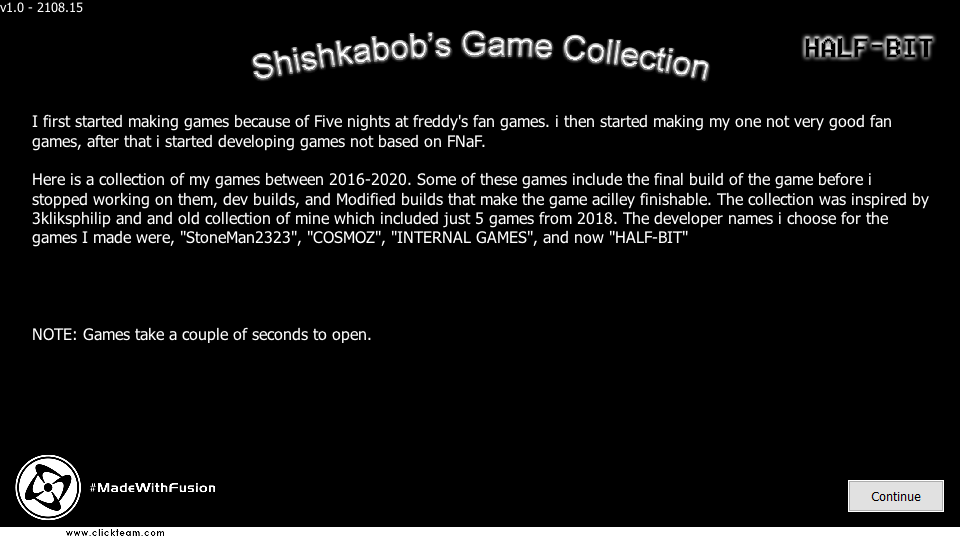 v1.0 - 2108.15
Shishkabob's Game Collection
HALF-BIT
I first started making games because of Five nights at freddy's fan games. i then started making my one not very good fan
games, after that i started developing games not based on FNaF.
Here is a collection of my games between 2016-2020. Some of these games include the final build of the game before i
stopped working on them, dev builds, and Modified builds that make the game acilley finishable. The collection was inspired by
3kliksphilip and and old collection of mine which included just 5 games from 2018. The developer names i choose for the
games I made were, "StoneMan2323", "COSMOZ", "INTERNAL GAMES", and now "HALF-BIT"
NOTE: Games take a couple of seconds to open.
#MadeWithFusion
Continue
www.clickteam.com